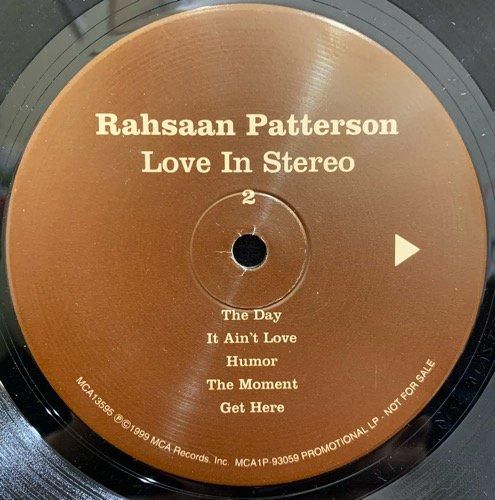 Rahsaan Patterson
Love In Stereo
2
The Day
It Ain't Love
Humor
The Moment
Get Here
MCA13595 ℗©1999 MCA Records, Inc. MCA1P-93059 PROMOTIONAL LP - NOT FOR SALE